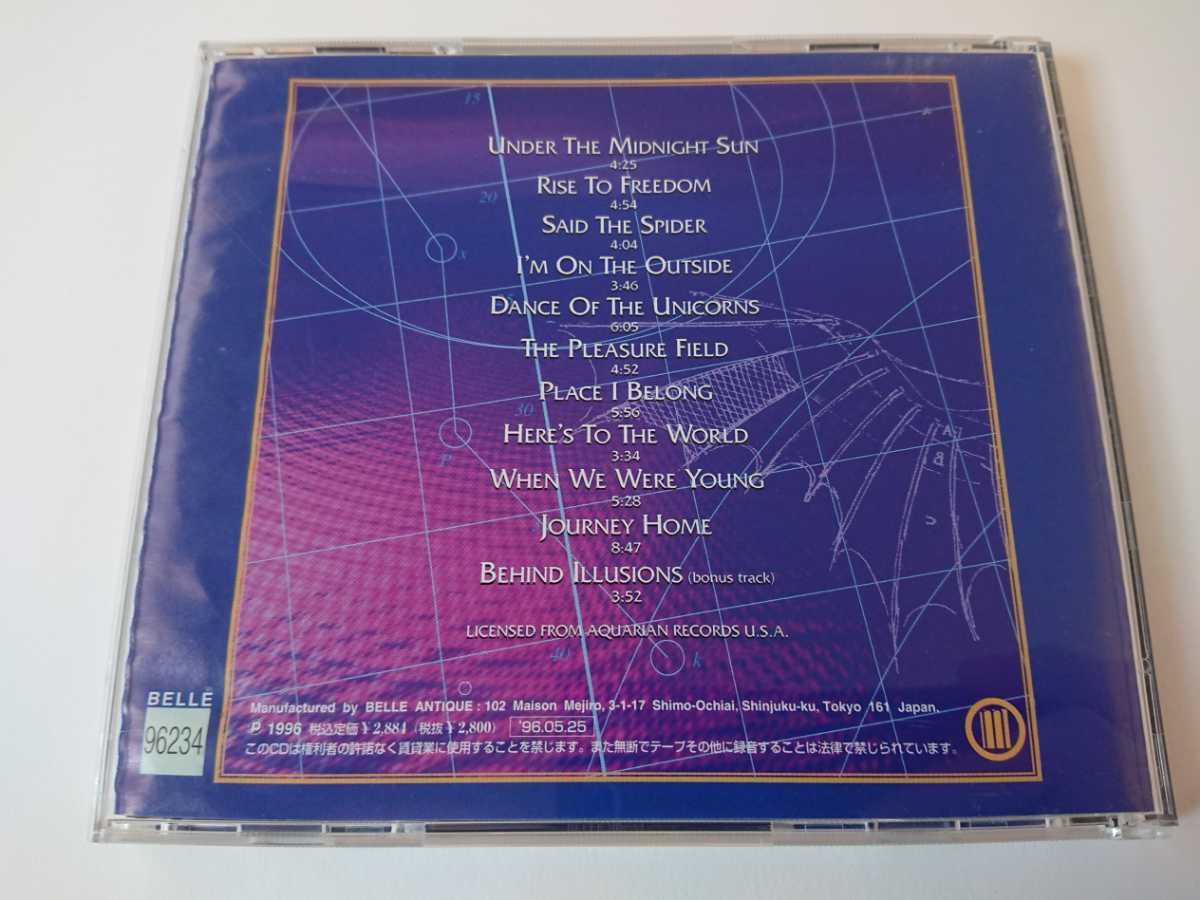 15
UNDER THE MIDNIGHT SUN
4:25
RISE TO FREEDOM
20
4:54
SAID THE SPIDER
4:04
x
I'M ON THE OUTSIDE
3:46
DANCE OF THE UNICORNS
6:05
THE PLEASURE FIELD
4:52
PLACE I BELONG
30
5:56
HERE'S TO THE WORLD
A
3:34
P
B
WHEN WE WERE YOUNG
5:28
JOURNEY HOME
8:47
BEHIND ILLUSIONS (bonus track)
3:52
LICENSED FROM AQUARIAN RECORDS U.S.A.
40
k
BELLE
96234
Manufactured by BELLE ANTIQUE : 102 Maison Mejiro, 3-1-17 Shimo-Ochiai, Shinjuku-ku, Tokyo 161 Japan.
℗ 1996 税込定価¥2,884 (税抜¥2,800) '96.05.25
このCDは権利者の許諾なく賃貸業に使用することを禁じます。また無断でテープその他に録音することは法律で禁じられています。